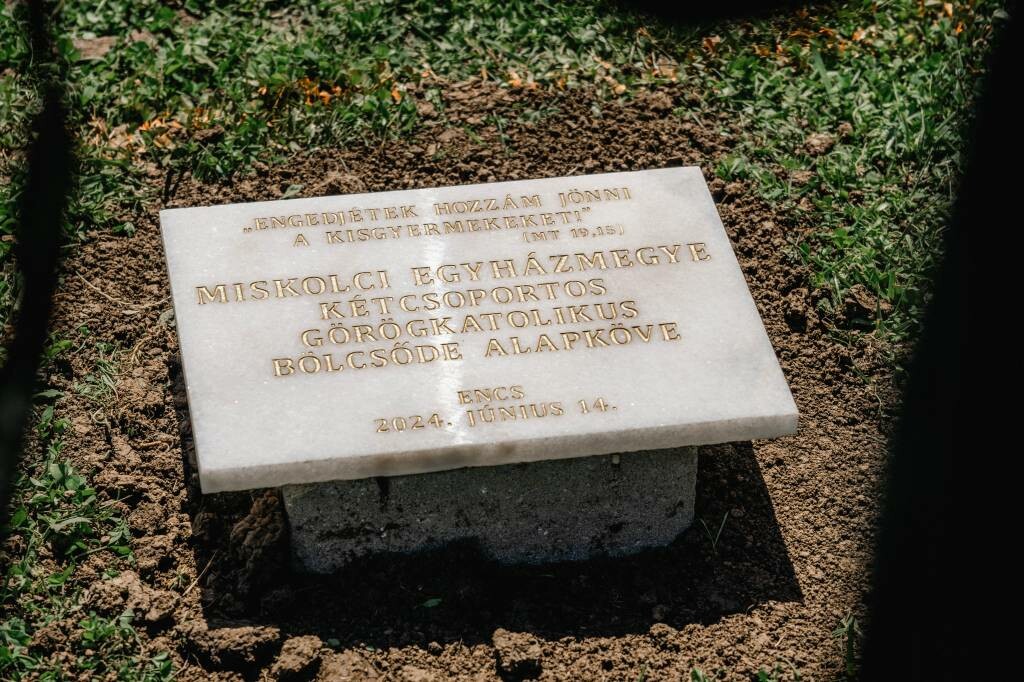 „ENGEDJÉTEK HOZZÁM JÖNNI
A KISGYERMEKEKET!”
(MT 19,15)
MISKOLCI EGYHÁZMEGYE
KÉTCSOPORTOS
GÖRÖGKATOLIKUS
BÖLCSŐDE ALAPKÖVE
ENCS
2024. JÚNIUS 14.